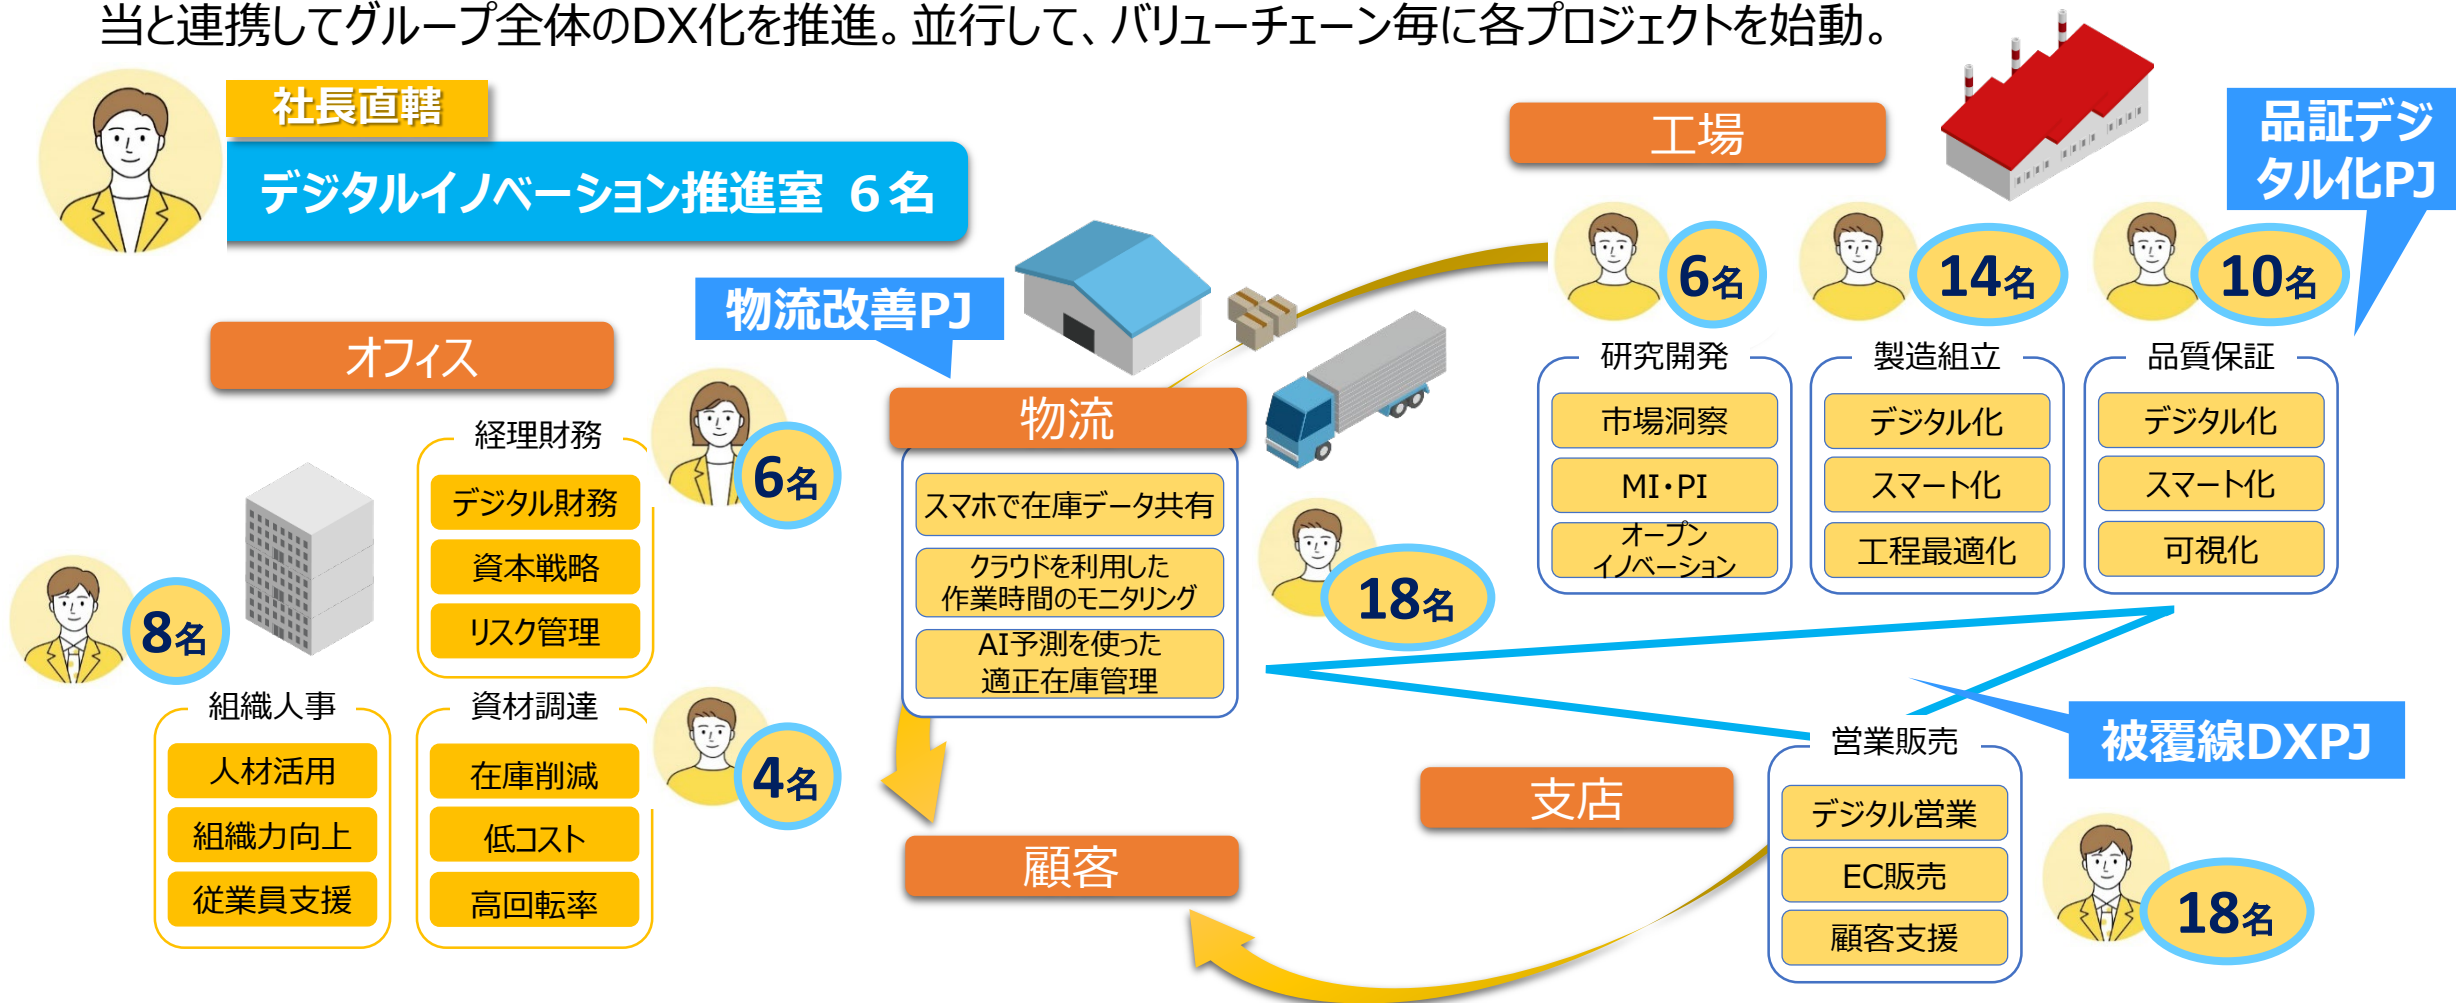 当と連携してグループ全体のDX化を推進。並行して、バリューチェーン毎に各プロジェクトを始動。
社長直轄
デジタルイノベーション推進室 6名
工場
品証デジ
タル化PJ
6名
14名
10名
物流改善PJ
オフィス
研究開発
市場洞察
MI・PI
オープン
イノベーション
製造組立
デジタル化
スマート化
工程最適化
品質保証
デジタル化
スマート化
可視化
物流
スマホで在庫データ共有
クラウドを利用した
作業時間のモニタリング
AI予測を使った
適正在庫管理
18名
経理財務
デジタル財務
資本戦略
リスク管理
6名
8名
組織人事
人材活用
組織力向上
従業員支援
資材調達
在庫削減
低コスト
高回転率
4名
顧客
支店
営業販売
デジタル営業
EC販売
顧客支援
被覆線DXPJ
18名